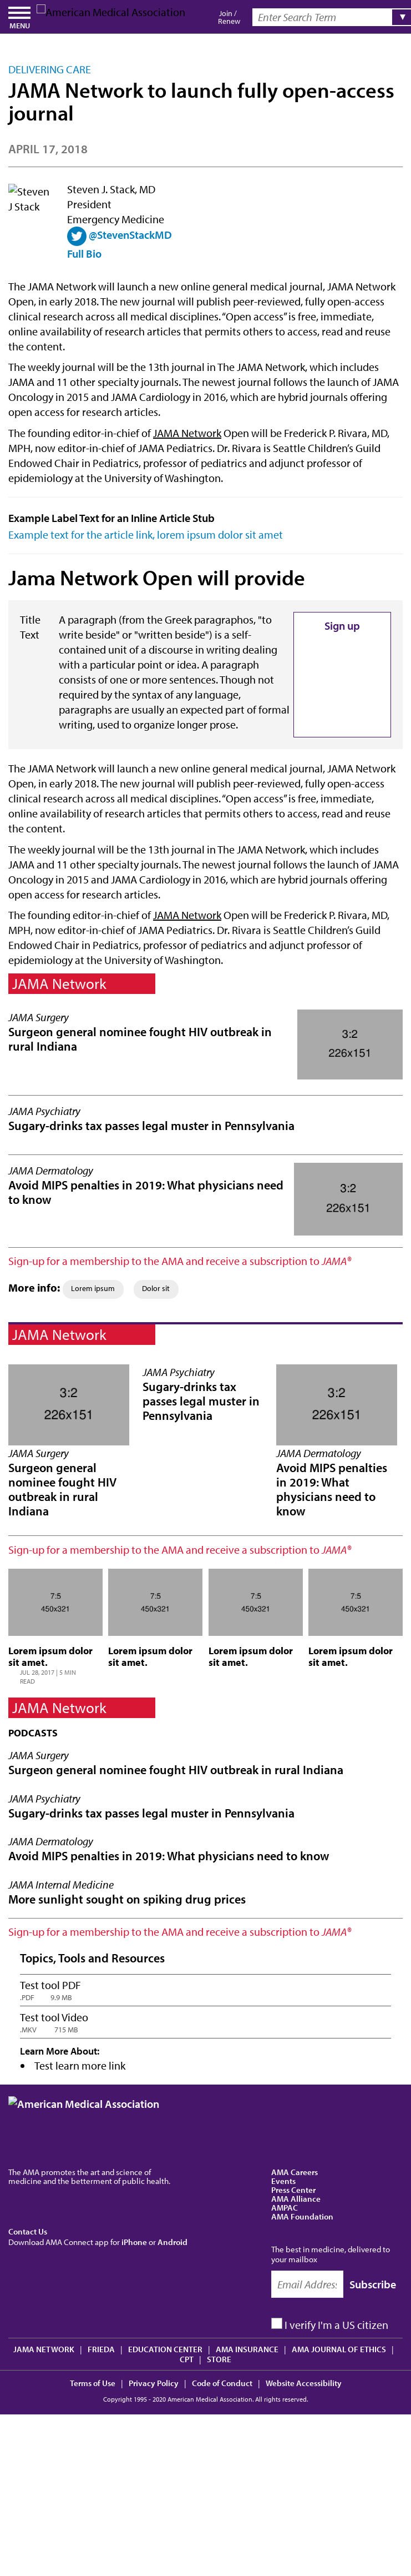 MENU
American Medical Association
Join /
Renew
Enter Search Term
▼
DELIVERING CARE
JAMA Network to launch fully open-access
journal
APRIL 17, 2018
Steven
J Stack
Steven J. Stack, MD
President
Emergency Medicine
@StevenStackMD
Full Bio
The JAMA Network will launch a new online general medical journal, JAMA Network
Open, in early 2018. The new journal will publish peer-reviewed, fully open-access
clinical research across all medical disciplines. “Open access” is free, immediate,
online availability of research articles that permits others to access, read and reuse
the content.
The weekly journal will be the 13th journal in The JAMA Network, which includes
JAMA and 11 other specialty journals. The newest journal follows the launch of JAMA
Oncology in 2015 and JAMA Cardiology in 2016, which are hybrid journals offering
open access for research articles.
The founding editor-in-chief of JAMA Network Open will be Frederick P. Rivara, MD,
MPH, now editor-in-chief of JAMA Pediatrics. Dr. Rivara is Seattle Children’s Guild
Endowed Chair in Pediatrics, professor of pediatrics and adjunct professor of
epidemiology at the University of Washington.
Example Label Text for an Inline Article Stub
Example text for the article link, lorem ipsum dolor sit amet
Jama Network Open will provide
Title
Text
A paragraph (from the Greek paragraphos, "to
write beside" or "written beside") is a self-
contained unit of a discourse in writing dealing
with a particular point or idea. A paragraph
consists of one or more sentences. Though not
required by the syntax of any language,
paragraphs are usually an expected part of formal
writing, used to organize longer prose.
Sign up
The JAMA Network will launch a new online general medical journal, JAMA Network
Open, in early 2018. The new journal will publish peer-reviewed, fully open-access
clinical research across all medical disciplines. “Open access” is free, immediate,
online availability of research articles that permits others to access, read and reuse
the content.
The weekly journal will be the 13th journal in The JAMA Network, which includes
JAMA and 11 other specialty journals. The newest journal follows the launch of JAMA
Oncology in 2015 and JAMA Cardiology in 2016, which are hybrid journals offering
open access for research articles.
The founding editor-in-chief of JAMA Network Open will be Frederick P. Rivara, MD,
MPH, now editor-in-chief of JAMA Pediatrics. Dr. Rivara is Seattle Children’s Guild
Endowed Chair in Pediatrics, professor of pediatrics and adjunct professor of
epidemiology at the University of Washington.
JAMA Network
JAMA Surgery
Surgeon general nominee fought HIV outbreak in
rural Indiana
3:2
226x151
JAMA Psychiatry
Sugary-drinks tax passes legal muster in Pennsylvania
JAMA Dermatology
Avoid MIPS penalties in 2019: What physicians need
to know
3:2
226x151
Sign-up for a membership to the AMA and receive a subscription to JAMA®
More info: Lorem ipsum Dolor sit
JAMA Network
3:2
226x151
JAMA Surgery
Surgeon general
nominee fought HIV
outbreak in rural
Indiana
JAMA Psychiatry
Sugary-drinks tax
passes legal muster in
Pennsylvania
3:2
226x151
JAMA Dermatology
Avoid MIPS penalties
in 2019: What
physicians need to
know
Sign-up for a membership to the AMA and receive a subscription to JAMA®
7:5
450x321
Lorem ipsum dolor
sit amet.
JUL 28, 2017 | 5 MIN
READ
7:5
450x321
Lorem ipsum dolor
sit amet.
7:5
450x321
Lorem ipsum dolor
sit amet.
7:5
450x321
Lorem ipsum dolor
sit amet.
JAMA Network
PODCASTS
JAMA Surgery
Surgeon general nominee fought HIV outbreak in rural Indiana
JAMA Psychiatry
Sugary-drinks tax passes legal muster in Pennsylvania
JAMA Dermatology
Avoid MIPS penalties in 2019: What physicians need to know
JAMA Internal Medicine
More sunlight sought on spiking drug prices
Sign-up for a membership to the AMA and receive a subscription to JAMA®
Topics, Tools and Resources
Test tool PDF
.PDF 9.9 MB
Test tool Video
.MKV 715 MB
Learn More About:
• Test learn more link
American Medical Association
The AMA promotes the art and science of
medicine and the betterment of public health.
Contact Us
Download AMA Connect app for iPhone or Android
AMA Careers
Events
Press Center
AMA Alliance
AMPAC
AMA Foundation
The best in medicine, delivered to
your mailbox
Email Address
Subscribe
I verify I'm a US citizen
JAMA NETWORK | FRIEDA | EDUCATION CENTER | AMA INSURANCE | AMA JOURNAL OF ETHICS |
CPT | STORE
Terms of Use | Privacy Policy | Code of Conduct | Website Accessibility
Copyright 1995 - 2020 American Medical Association. All rights reserved.